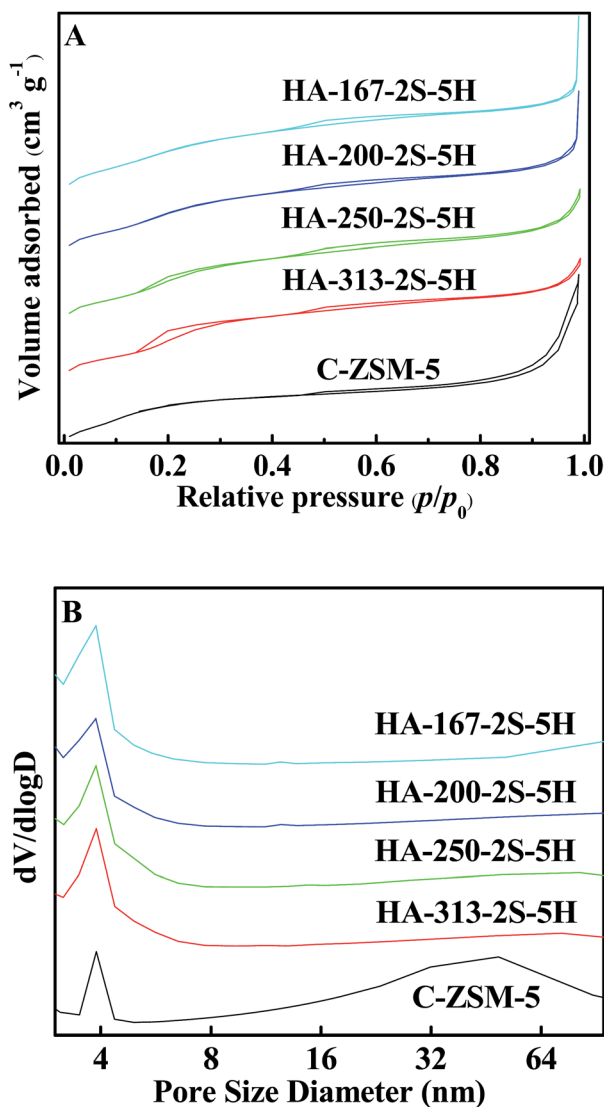 A
HA-167-2S-5H
HA-200-2S-5H
HA-250-2S-5H
HA-313-2S-5H
C-ZSM-5
Volume adsorbed (cm³ g⁻¹)
0.0 0.2 0.4 0.6 0.8 1.0
Relative pressure (p/p₀)
B
HA-167-2S-5H
HA-200-2S-5H
HA-250-2S-5H
HA-313-2S-5H
C-ZSM-5
dV/dlogD
4 8 16 32 64
Pore Size Diameter (nm)